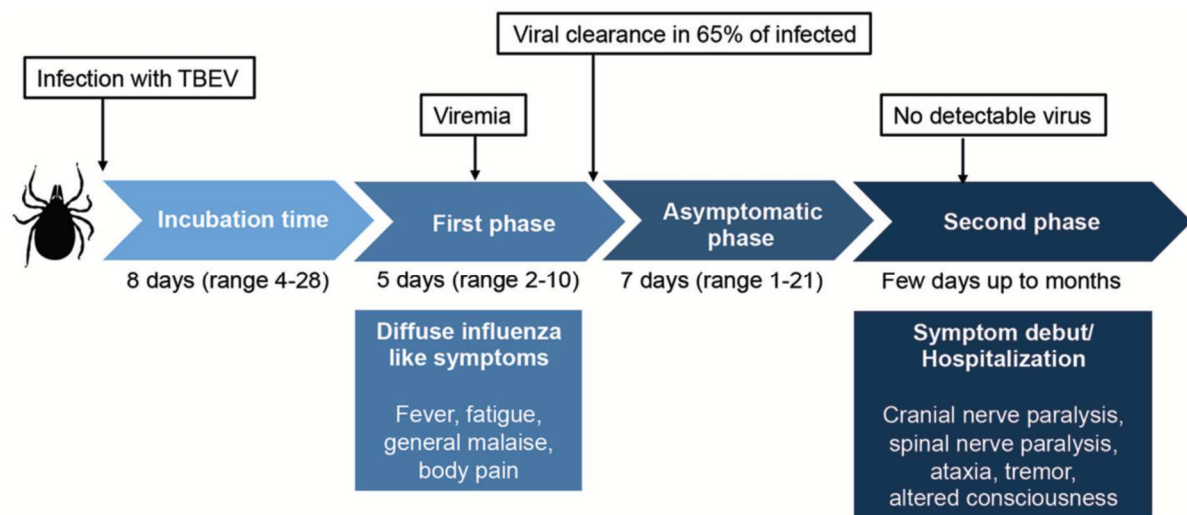 Viral clearance in 65% of infected
Infection with TBEV
Viremia
No detectable virus
Incubation time
First phase
Asymptomatic
phase
Second phase
8 days (range 4-28)
5 days (range 2-10)
7 days (range 1-21)
Few days up to months
Diffuse influenza
like symptoms
Fever, fatigue,
general malaise,
body pain
Symptom debut/
Hospitalization
Cranial nerve paralysis,
spinal nerve paralysis,
ataxia, tremor,
altered consciousness